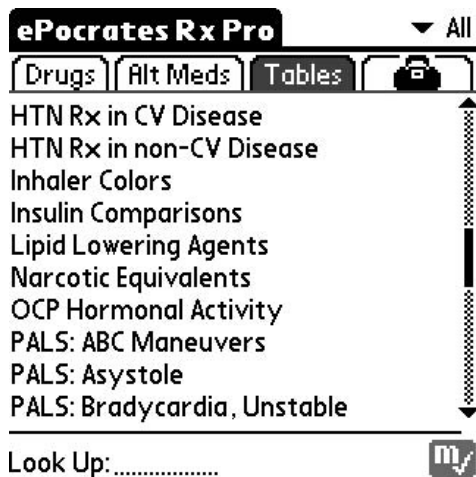 ePocrates Rx Pro All
Drugs Alt Meds Tables
HTN Rx in CV Disease
HTN Rx in non-CV Disease
Inhaler Colors
Insulin Comparisons
Lipid Lowering Agents
Narcotic Equivalents
OCP Hormonal Activity
PALS: ABC Maneuvers
PALS: Asystole
PALS: Bradycardia, Unstable
Look Up:.................. m